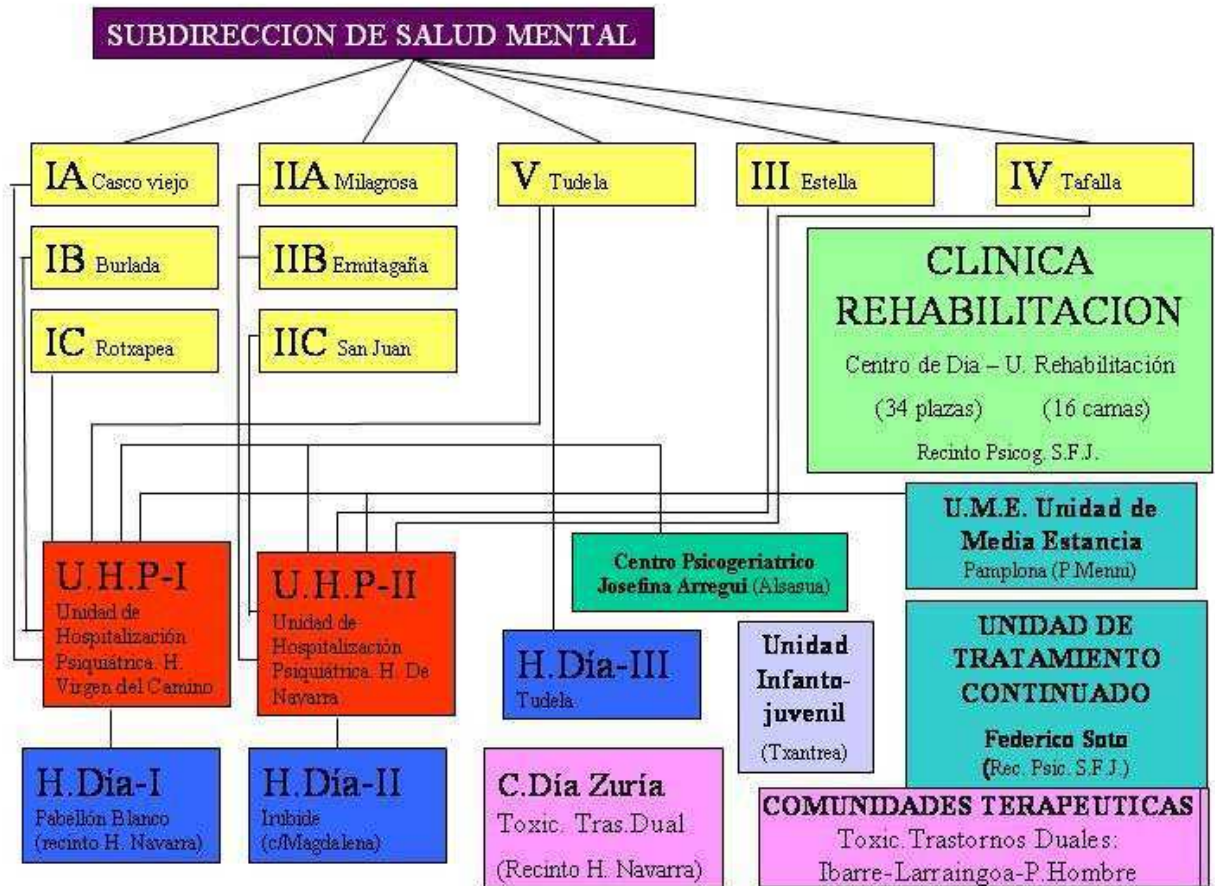 SUBDIRECCION DE SALUD MENTAL
IA Casco viejo
IIA Milagrosa
V Tudela
III Estella
IV Tafalla
IB Burlada
IIB Ermitagaña
IC Rotxapea
IIC San Juan
CLINICA
REHABILITACION
Centro de Dia – U. Rehabilitación
(34 plazas) (16 camas)
Recinto Psicog. S.F.J.
U.M.E. Unidad de
Media Estancia
Pamplona (P.Menni)
U.H.P-I
Unidad de
Hospitalización
Psiquiátrica. H.
Virgen del Camino
U.H.P-II
Unidad de
Hospitalización
Psiquiátrica. H. De
Navarra
Centro Psicogeriatrico
Josefina Arregui (Alsasua)
H.Día-III
Tudela
Unidad
Infanto-
juvenil
(Txantrea)
UNIDAD DE
TRATAMIENTO
CONTINUADO
Federico Soto
(Rec. Psic. S.F.J.)
H.Día-I
Pabellón Blanco
(recinto H. Navarra)
H.Día-II
Irubide
(c/Magdalena)
C.Día Zuría
Toxic. Tras.Dual
(Recinto H. Navarra)
COMUNIDADES TERAPEUTICAS
Toxic.Trastornos Duales:
Ibarre-Larraingoa-P.Hombre